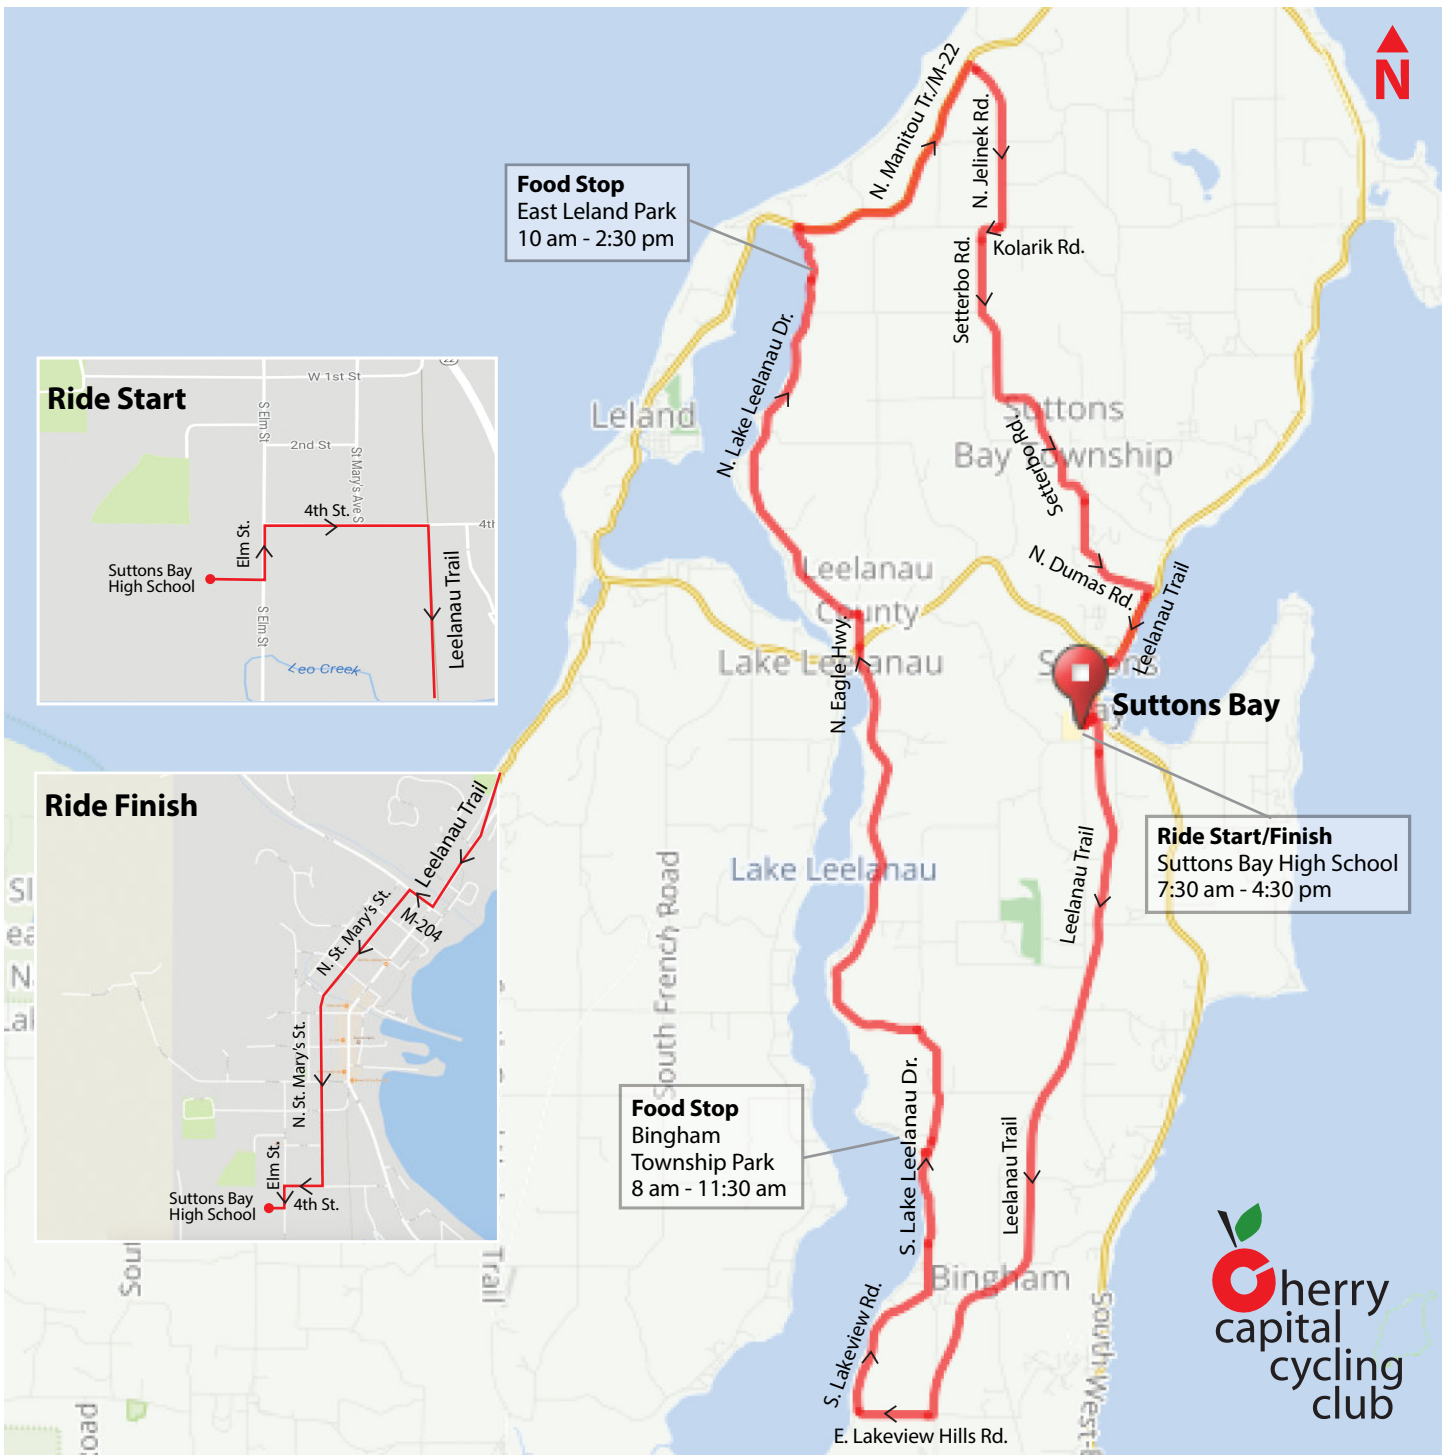 N
N. Manitou Tr./M-22
N. Jelinek Rd.
Food Stop
East Leland Park
10 am - 2:30 pm
Kolarik Rd.
Setterbo Rd.
N. Lake Leelanau Dr.
Leland
Suttons
Bay Township
Setterbo Rd.
Ride Start
22
W 1st St
S Elm St
2nd St
St Mary's Ave S
4th St.
4th
Elm St.
Suttons Bay
High School
Leelanau Trail
S Elm St
Leo Creek
Leelanau
County
N. Dumas Rd.
Leelanau Trail
Lake Leelanau
N. Eagle Hwy.
Suttons Bay
Ride Finish
Leelanau Trail
M-204
N. St. Mary's St.
N. St. Mary's St.
Elm St.
4th St.
Suttons Bay
High School
Ride Start/Finish
Suttons Bay High School
7:30 am - 4:30 pm
Leelanau Trail
Lake Leelanau
South French Road
Food Stop
Bingham
Township Park
8 am - 11:30 am
S. Lake Leelanau Dr.
Leelanau Trail
Bingham
S. Lakeview Rd.
E. Lakeview Hills Rd.
Trail
South West-
oad
Cherry
capital
cycling
club